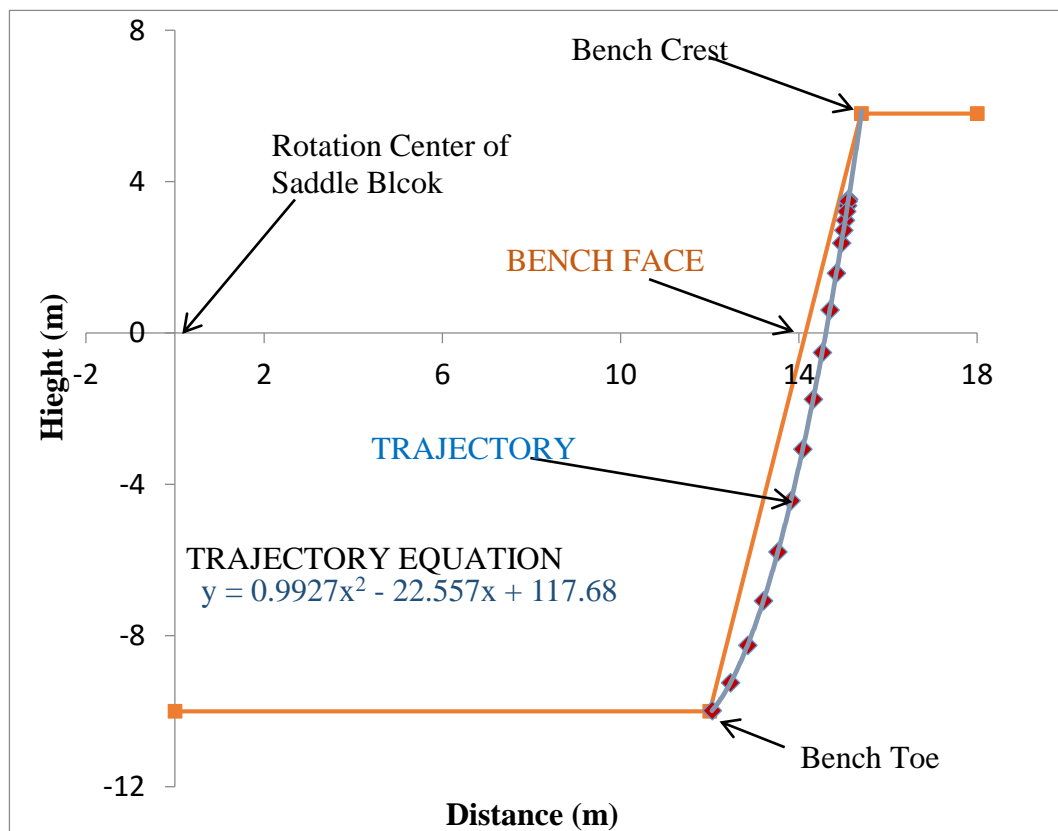 8
Bench Crest
Rotation Center of
Saddle Blcok
4
BENCH FACE
0
-2
2
6
10
14
18
Hieght (m)
TRAJECTORY
-4
TRAJECTORY EQUATION
y = 0.9927x² - 22.557x + 117.68
-8
Bench Toe
-12
Distance (m)